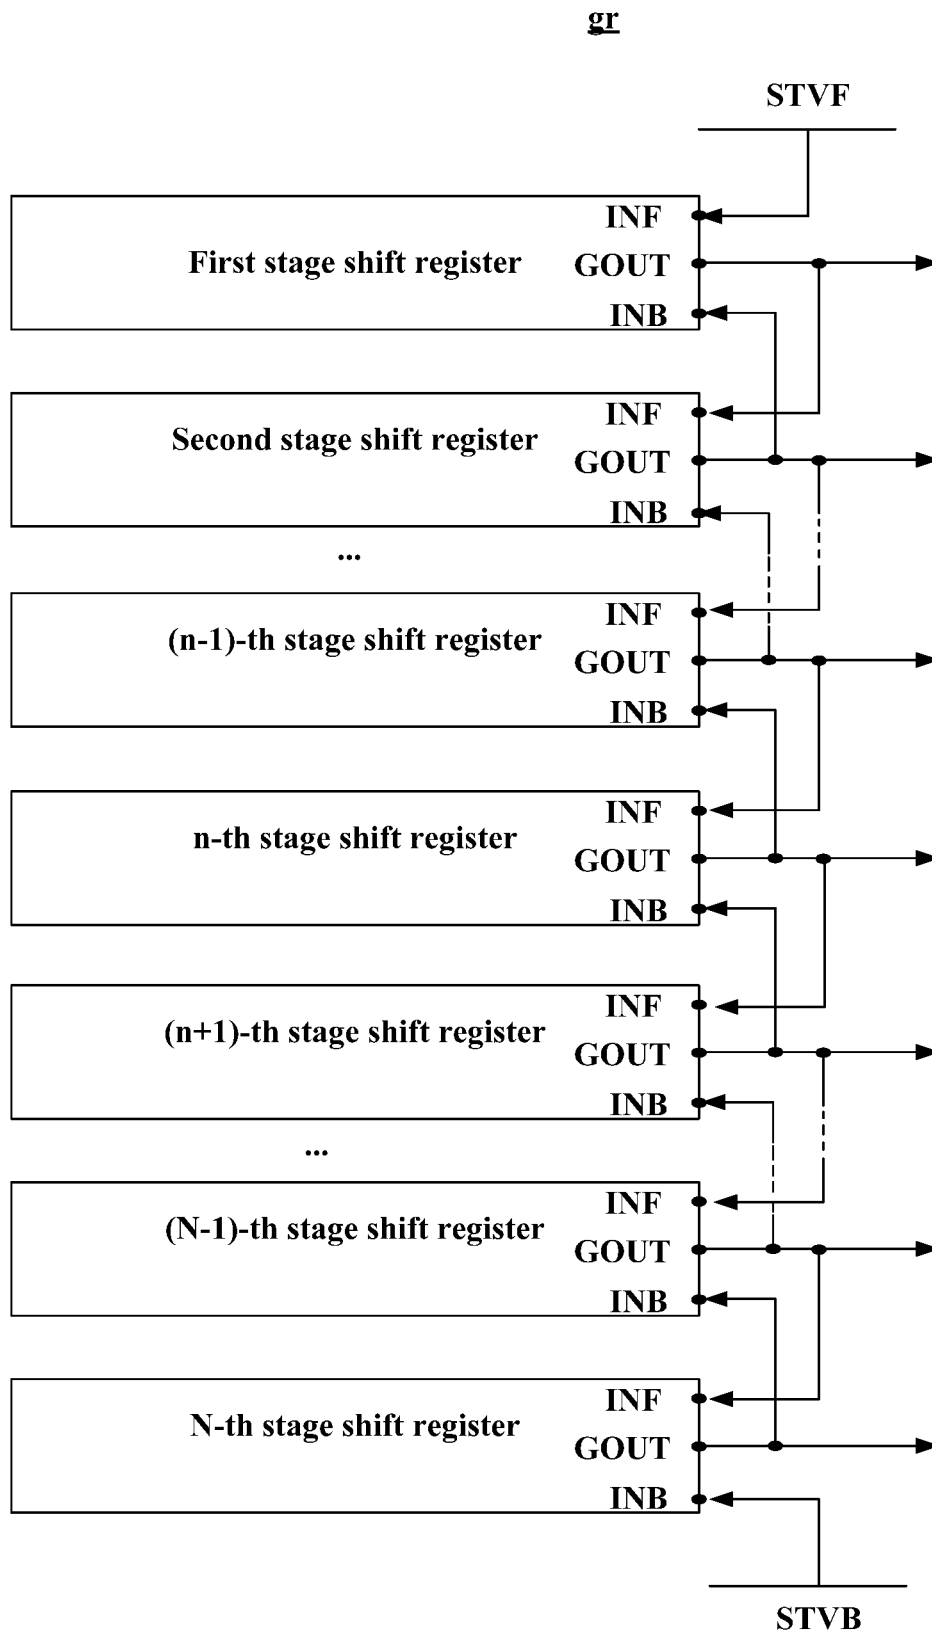 gr
STVF
INF
First stage shift register
GOUT
INB
INF
Second stage shift register
GOUT
INB
...
INF
(n-1)-th stage shift register
GOUT
INB
INF
n-th stage shift register
GOUT
INB
INF
(n+1)-th stage shift register
GOUT
INB
...
INF
(N-1)-th stage shift register
GOUT
INB
INF
N-th stage shift register
GOUT
INB
STVB